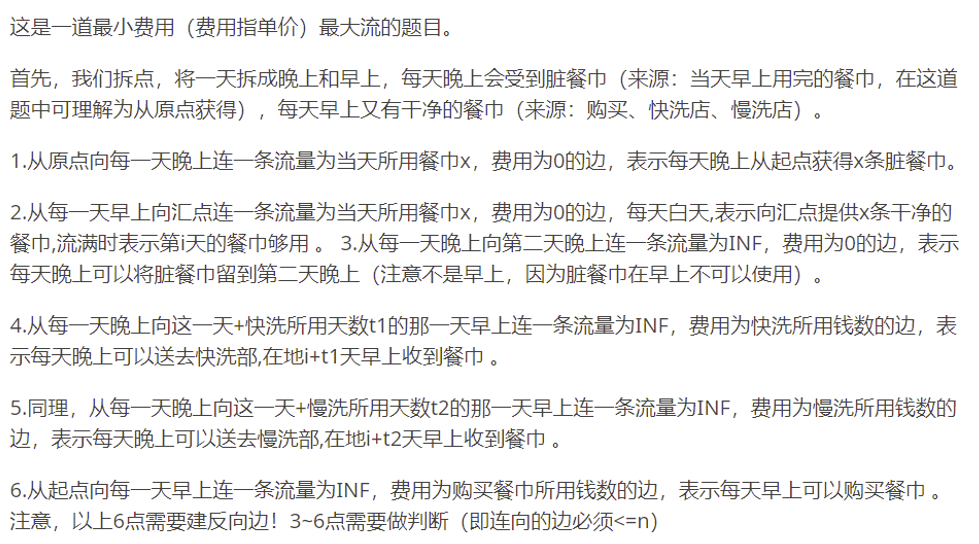 这是一道最小费用（费用指单价）最大流的题目。
首先，我们拆点，将一天拆成晚上和早上，每天晚上会受到脏餐巾（来源：当天早上用完的餐巾，在这道
题中可理解为从原点获得），每天早上又有干净的餐巾（来源：购买、快洗店、慢洗店）。
1.从原点向每一天晚上连一条流量为当天所用餐巾x，费用为0的边，表示每天晚上从起点获得x条脏餐巾。
2.从每一天早上向汇点连一条流量为当天所用餐巾x，费用为0的边，每天白天,表示向汇点提供x条干净的
餐巾,流满时表示第i天的餐巾够用 。 3.从每一天晚上向第二天晚上连一条流量为INF，费用为0的边，表示
每天晚上可以将脏餐巾留到第二天晚上（注意不是早上，因为脏餐巾在早上不可以使用）。
4.从每一天晚上向这一天+快洗所用天数t1的那一天早上连一条流量为INF，费用为快洗所用钱数的边，表
示每天晚上可以送去快洗部,在地i+t1天早上收到餐巾 。
5.同理，从每一天晚上向这一天+慢洗所用天数t2的那一天早上连一条流量为INF，费用为慢洗所用钱数的
边，表示每天晚上可以送去慢洗部,在地i+t2天早上收到餐巾 。
6.从起点向每一天早上连一条流量为INF，费用为购买餐巾所用钱数的边，表示每天早上可以购买餐巾 。
注意，以上6点需要建反向边！3~6点需要做判断（即连向的边必须<=n）